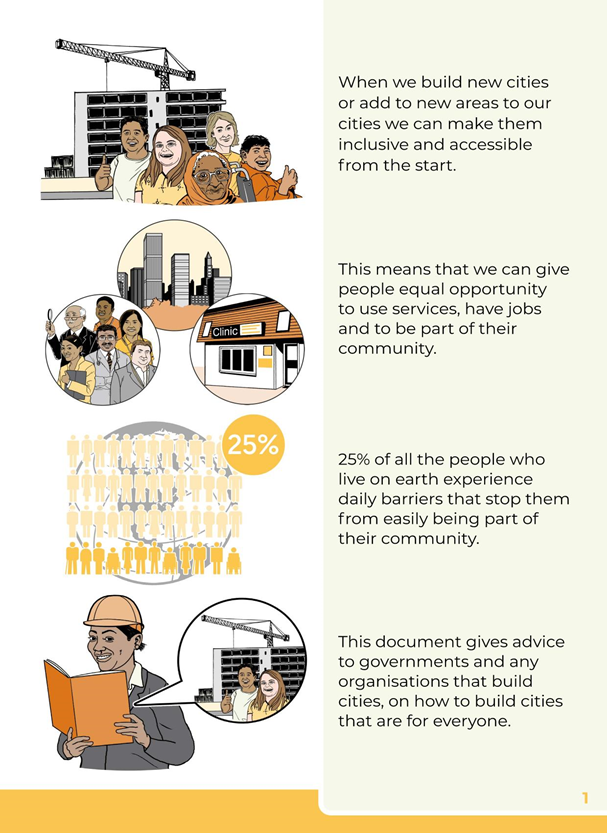 When we build new cities
or add to new areas to our
cities we can make them
inclusive and accessible
from the start.
Clinic
This means that we can give
people equal opportunity
to use services, have jobs
and to be part of their
community.
25%
25% of all the people who
live on earth experience
daily barriers that stop them
from easily being part of
their community.
This document gives advice
to governments and any
organisations that build
cities, on how to build cities
that are for everyone.
1